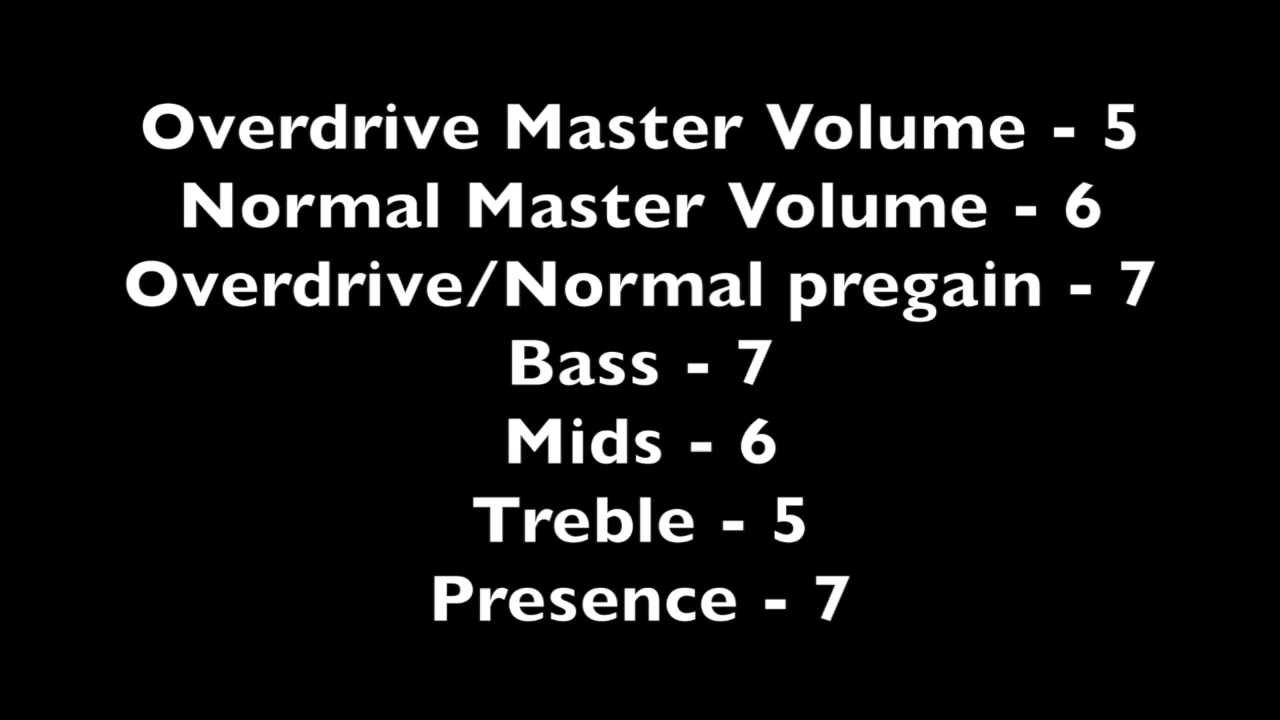 Overdrive Master Volume - 5
Normal Master Volume - 6
Overdrive/Normal pregain - 7
Bass - 7
Mids - 6
Treble - 5
Presence - 7